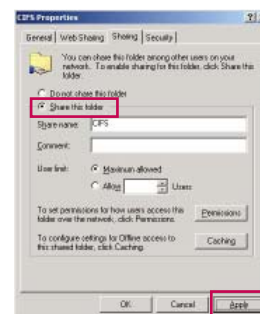 CIFS Properties
General
Web Sharing
Sharing
Security
You can share this folder among other users on your
network. To enable sharing for this folder, click Share this
folder.
Do not share this folder
Share this folder
Share name:
CIFS
Comment:
User limit:
Maximum allowed
Allow
Users
To set permissions for how users access this
folder over the network, click Permissions.
Permissions
To configure settings for Offline access to
this shared folder, click Caching.
Caching
OK
Cancel
Apply